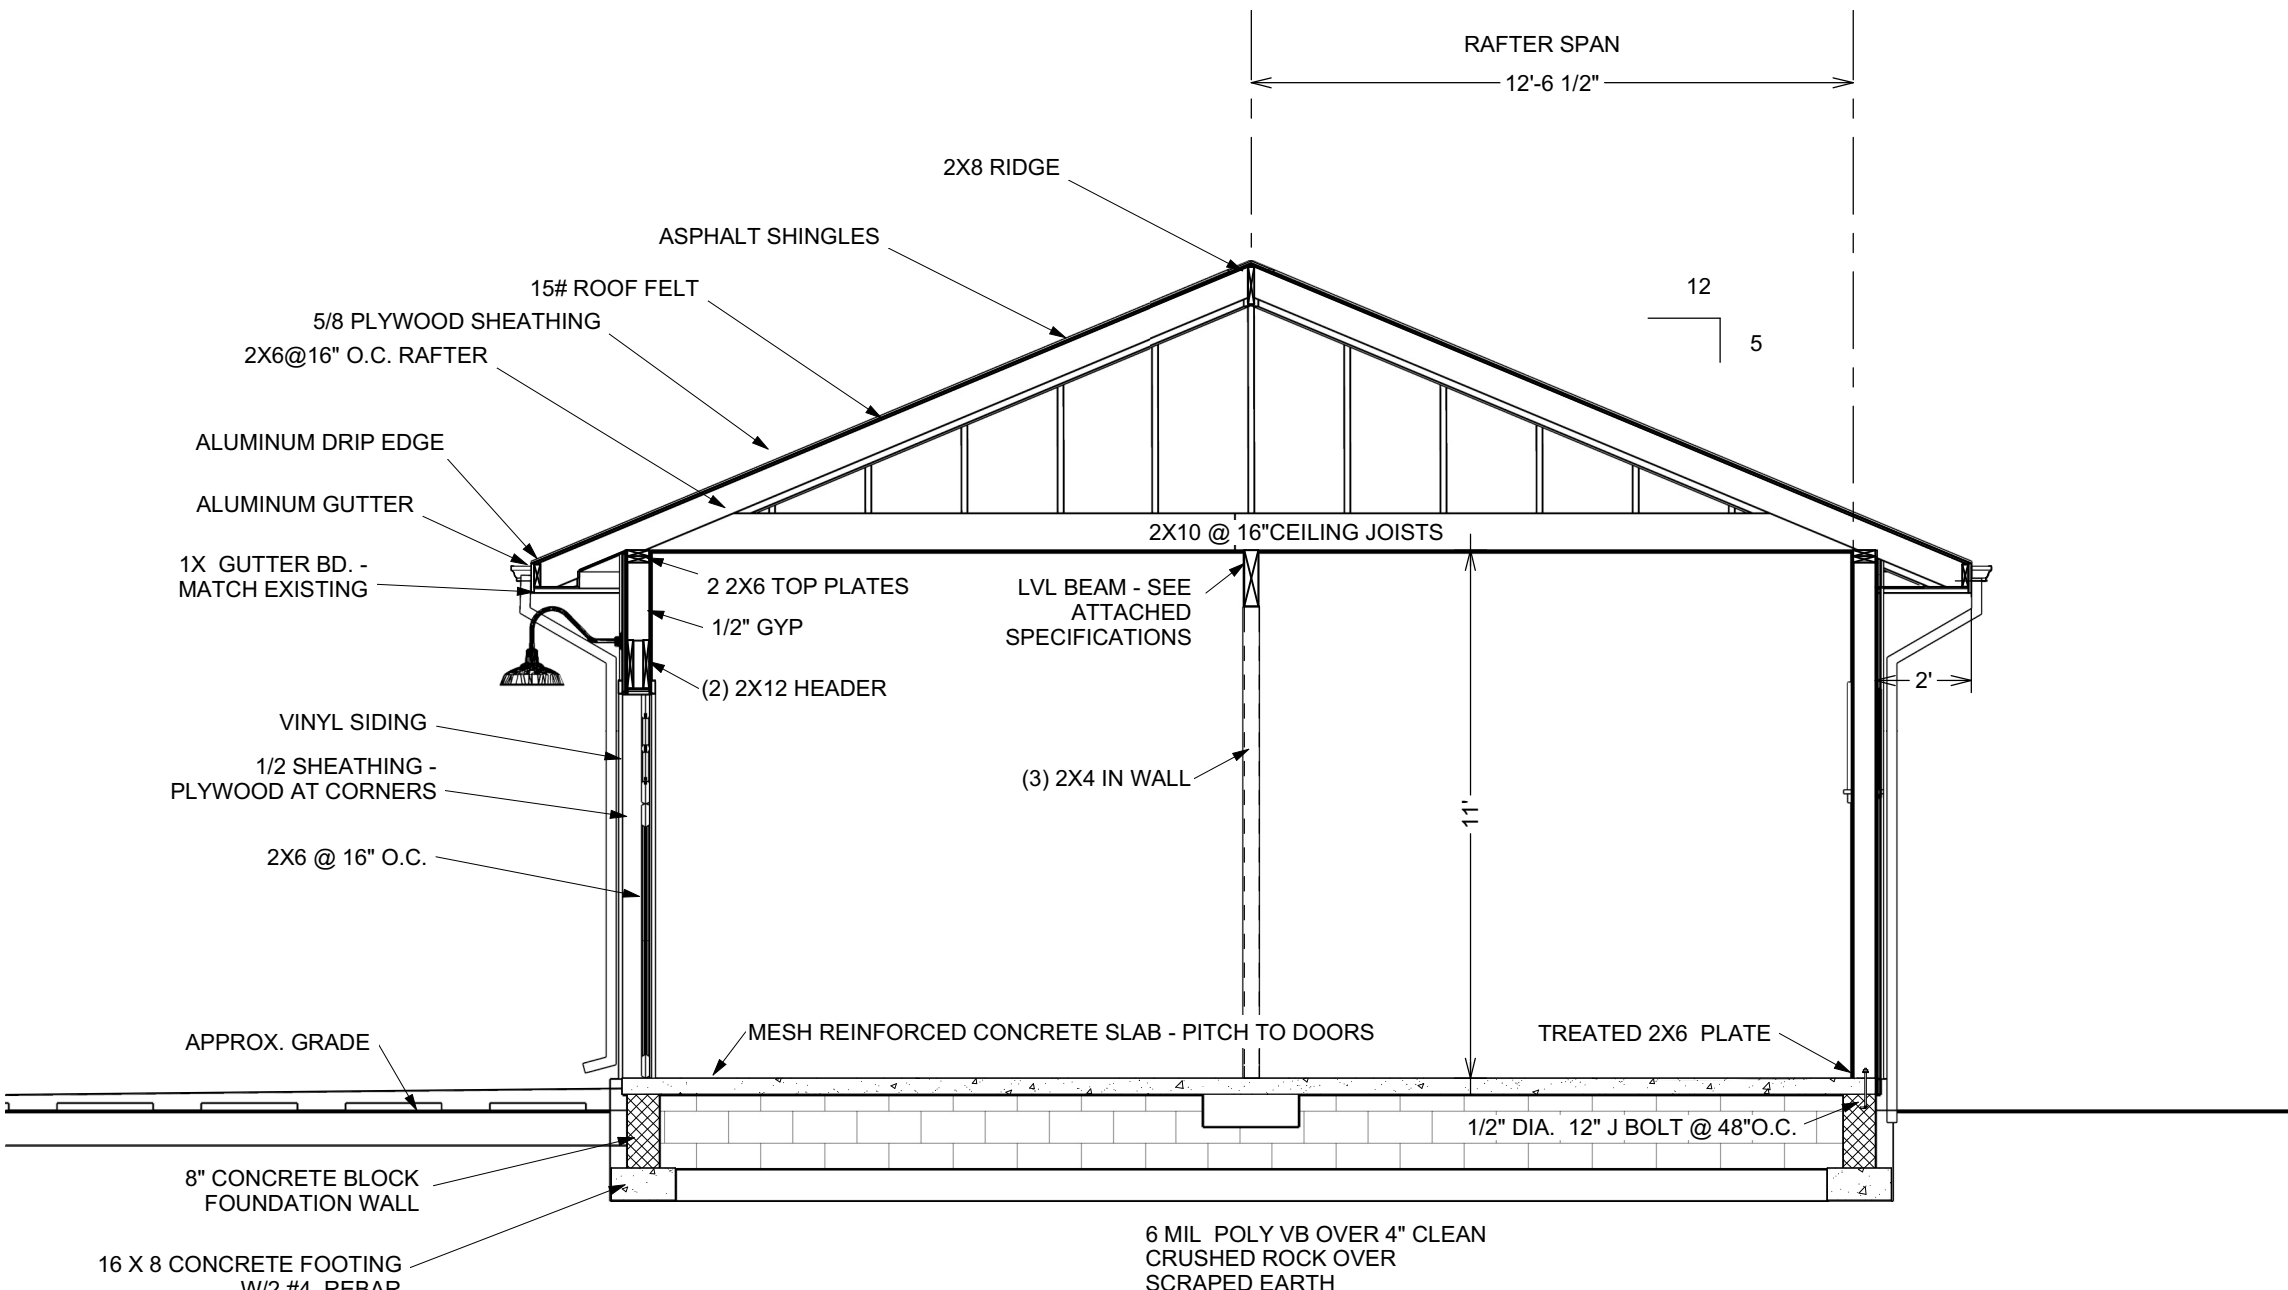 RAFTER SPAN
12'-6 1/2"
2X8 RIDGE
ASPHALT SHINGLES
15# ROOF FELT
12
5/8 PLYWOOD SHEATHING
5
2X6@16" O.C. RAFTER
ALUMINUM DRIP EDGE
ALUMINUM GUTTER
2X10 @ 16"CEILING JOISTS
1X GUTTER BD. -
MATCH EXISTING
2 2X6 TOP PLATES
1/2" GYP
LVL BEAM - SEE
ATTACHED
SPECIFICATIONS
(2) 2X12 HEADER
2'
VINYL SIDING
1/2 SHEATHING -
PLYWOOD AT CORNERS
(3) 2X4 IN WALL
11'
2X6 @ 16" O.C.
APPROX. GRADE
MESH REINFORCED CONCRETE SLAB - PITCH TO DOORS
TREATED 2X6 PLATE
1/2" DIA. 12" J BOLT @ 48"O.C.
8" CONCRETE BLOCK
FOUNDATION WALL
16 X 8 CONCRETE FOOTING
W/2 #4 REBAR
6 MIL POLY VB OVER 4" CLEAN
CRUSHED ROCK OVER
SCRAPED EARTH